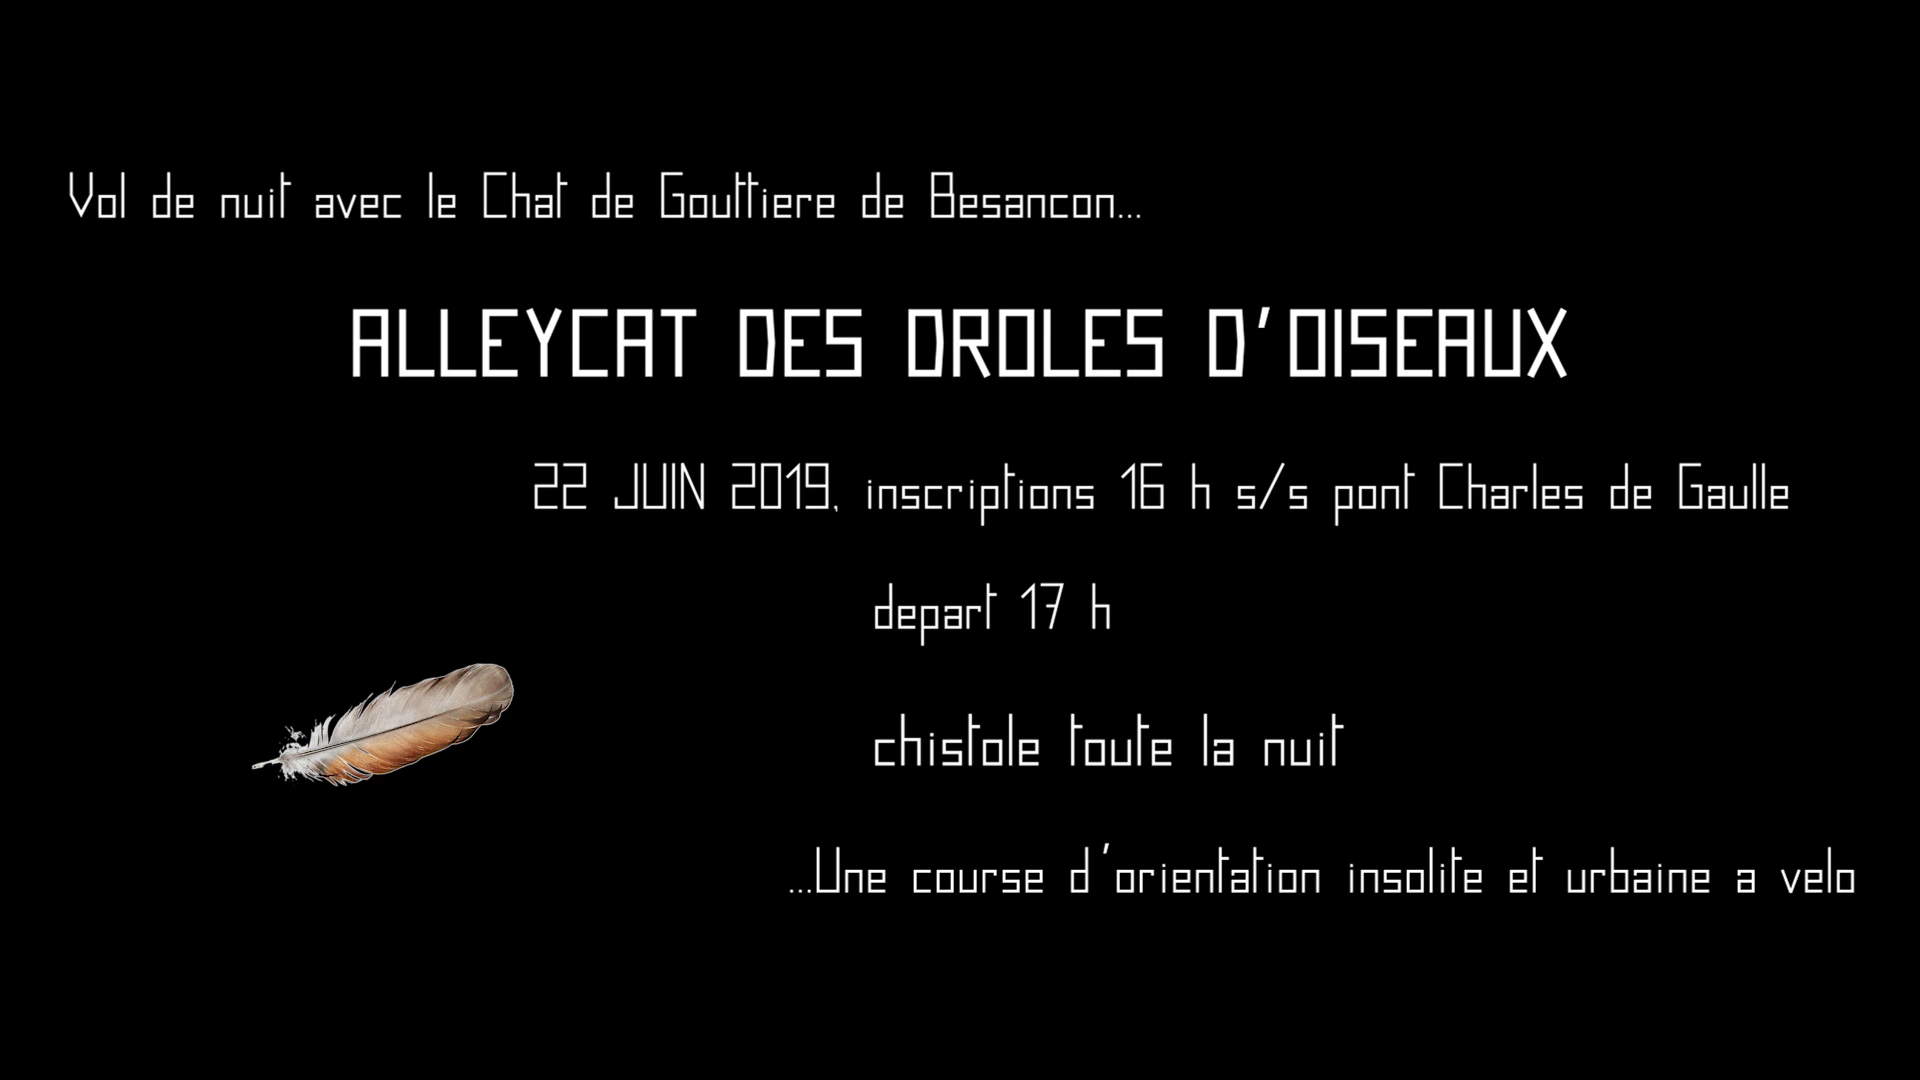 Vol de nuit avec le Chat de Gouttiere de Besancon...
ALLEYCAT DES DROLES D'OISEAUX
22 JUIN 2019, inscriptions 16 h s/s pont Charles de Gaulle
depart 17 h
chistole toute la nuit
...Une course d'orientation insolite et urbaine a velo